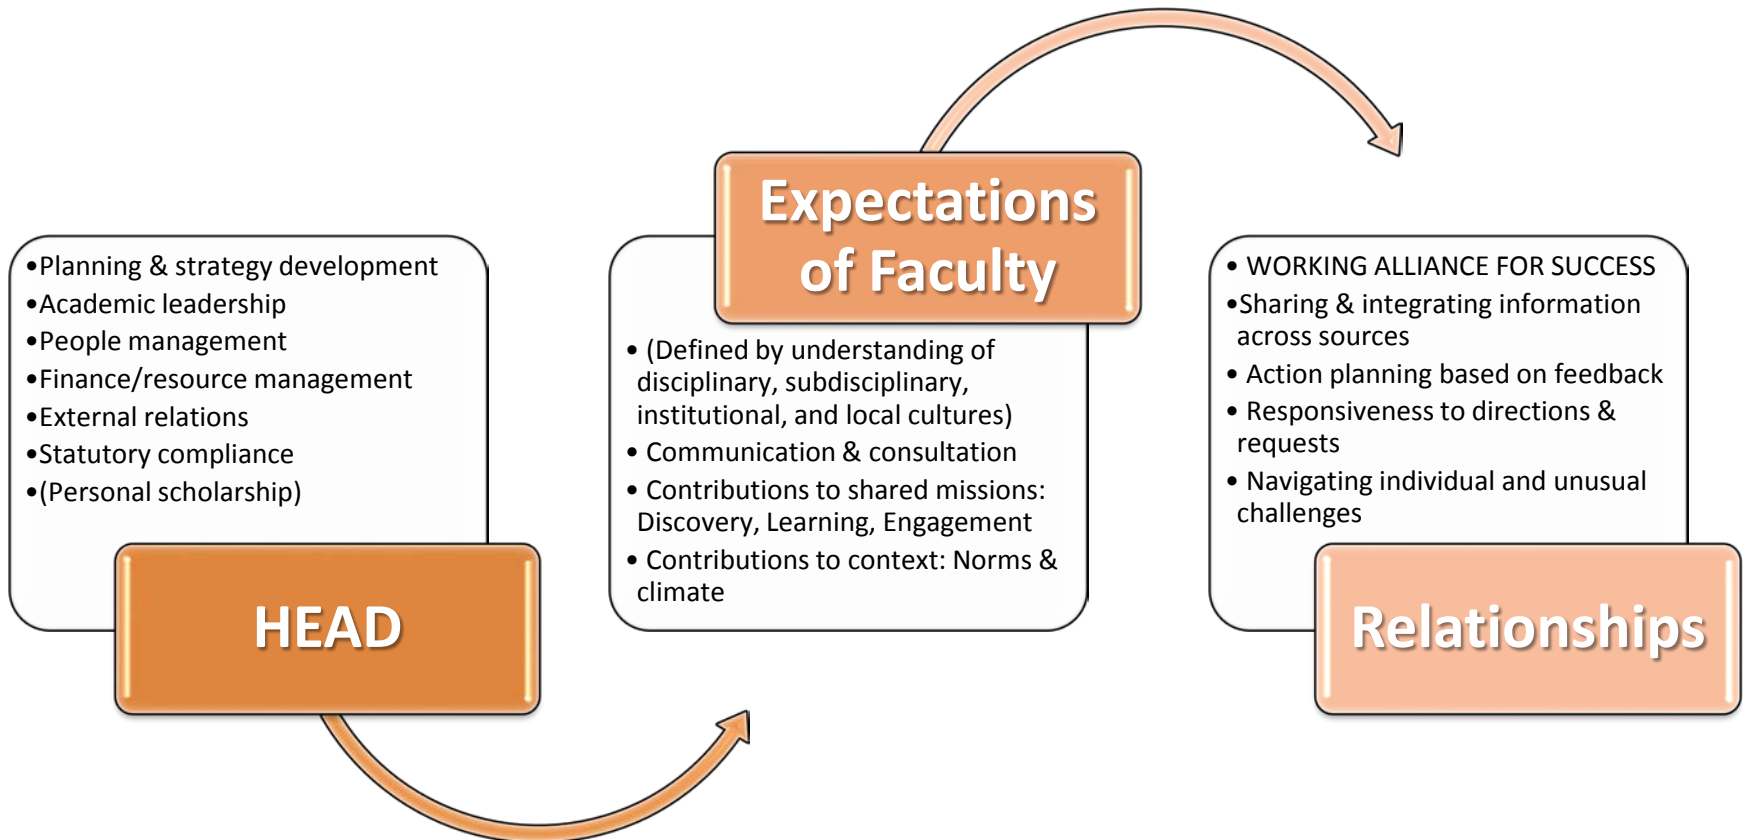 •Planning & strategy development
•Academic leadership
•People management
•Finance/resource management
•External relations
•Statutory compliance
•(Personal scholarship)
HEAD
Expectations
of Faculty
• (Defined by understanding of
disciplinary, subdisciplinary,
institutional, and local cultures)
• Communication & consultation
• Contributions to shared missions:
Discovery, Learning, Engagement
• Contributions to context: Norms &
climate
• WORKING ALLIANCE FOR SUCCESS
•Sharing & integrating information
across sources
• Action planning based on feedback
• Responsiveness to directions &
requests
• Navigating individual and unusual
challenges
Relationships